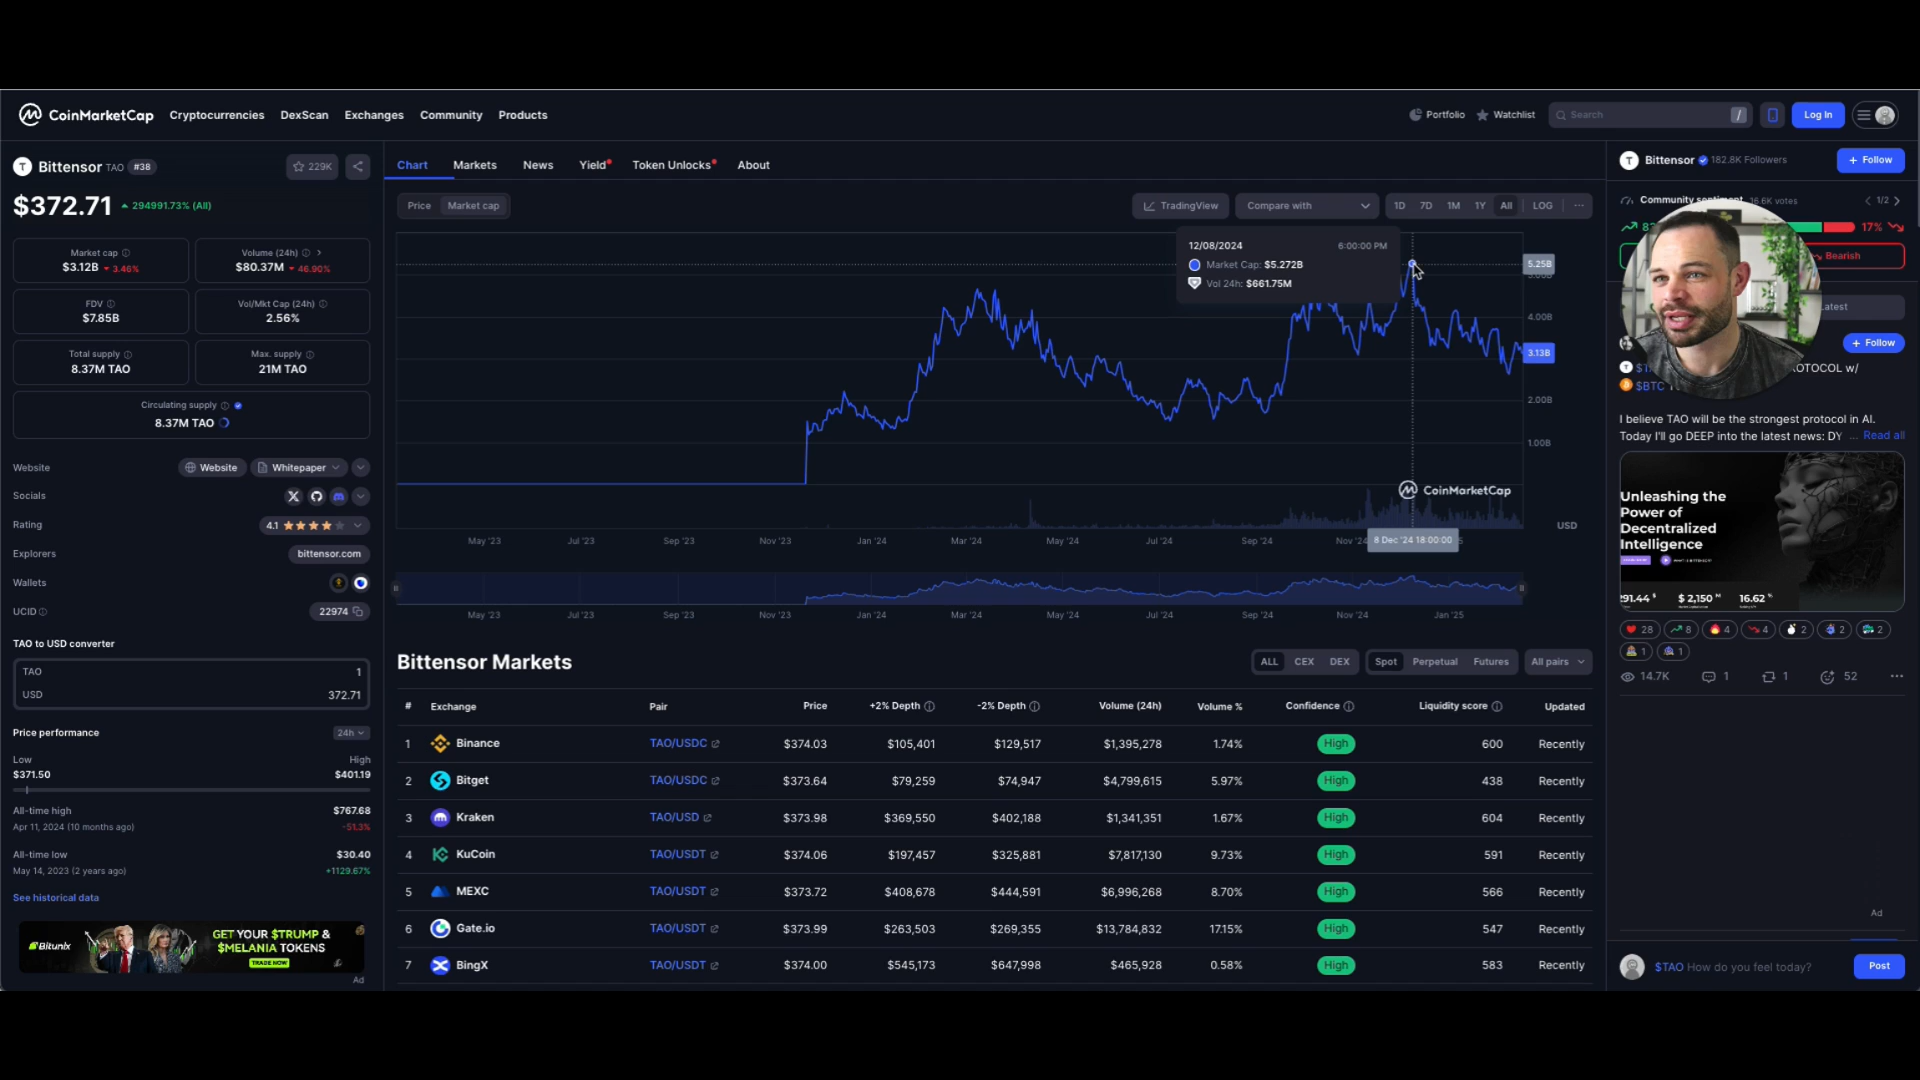 CoinMarketCap Cryptocurrencies DexScan Exchanges Community Products
Portfolio Watchlist Search / Log In
Bittensor TAO #38 229K
$372.71 294991.73% (All)
Market cap
$3.12B 3.46%
Volume (24h)
$80.37M 46.90%
FDV
$7.85B
Vol/Mkt Cap (24h)
2.56%
Total supply
8.37M TAO
Max. supply
21M TAO
Circulating supply
8.37M TAO
Website Website Whitepaper
Socials
Rating 4.1
Explorers bittensor.com
Wallets
UCID 22974
TAO to USD converter
TAO 1
USD 372.71
Price performance 24h
Low High
$371.50 $401.19
All-time high $767.68
Apr 11, 2024 (10 months ago) -51.3%
All-time low $30.40
May 14, 2023 (2 years ago) +1129.67%
See historical data
Bitunix
GET YOUR $TRUMP &
$MELANIA TOKENS
TRADE NOW
Ad
Chart Markets News Yield Token Unlocks About
Price Market cap
TradingView Compare with 1D 7D 1M 1Y All LOG
12/08/2024 6:00:00 PM
Market Cap: $5.272B
Vol 24h: $661.75M
5.25B
4.00B
3.13B
2.00B
1.00B
CoinMarketCap
USD
May '23 Jul '23 Sep '23 Nov '23 Jan '24 Mar '24 May '24 Jul '24 Sep '24 Nov '24 8 Dec '24 18:00:00
May '23 Jul '23 Sep '23 Nov '23 Jan '24 Mar '24 May '24 Jul '24 Sep '24 Nov '24 Jan '25
Bittensor Markets
ALL CEX DEX Spot Perpetual Futures All pairs
# Exchange Pair Price +2% Depth -2% Depth Volume (24h) Volume % Confidence Liquidity score Updated
1 Binance TAO/USDC $374.03 $105,401 $129,517 $1,395,278 1.74% High 600 Recently
2 Bitget TAO/USDC $373.64 $79,259 $74,947 $4,799,615 5.97% High 438 Recently
3 Kraken TAO/USD $373.98 $369,550 $402,188 $1,341,351 1.67% High 604 Recently
4 KuCoin TAO/USDT $374.06 $197,457 $325,881 $7,817,130 9.73% High 591 Recently
5 MEXC TAO/USDT $373.72 $408,678 $444,591 $6,996,268 8.70% High 566 Recently
6 Gate.io TAO/USDT $373.99 $263,503 $269,355 $13,784,832 17.15% High 547 Recently
7 BingX TAO/USDT $374.00 $545,173 $647,998 $465,928 0.58% High 583 Recently
Bittensor 182.8K Followers + Follow
Community sentiment 16.6K votes 1/2
17%
Bearish
Latest
+ Follow
OTOCOL w/
$BTC
I believe TAO will be the strongest protocol in AI.
Today I'll go DEEP into the latest news: DY ... Read all
Unleashing the
Power of
Decentralized
Intelligence
$ 2,150 M 16.62 %
28 8 4 4 2 2 2
1 1
14.7K 1 1 52
Ad
$TAO How do you feel today? Post